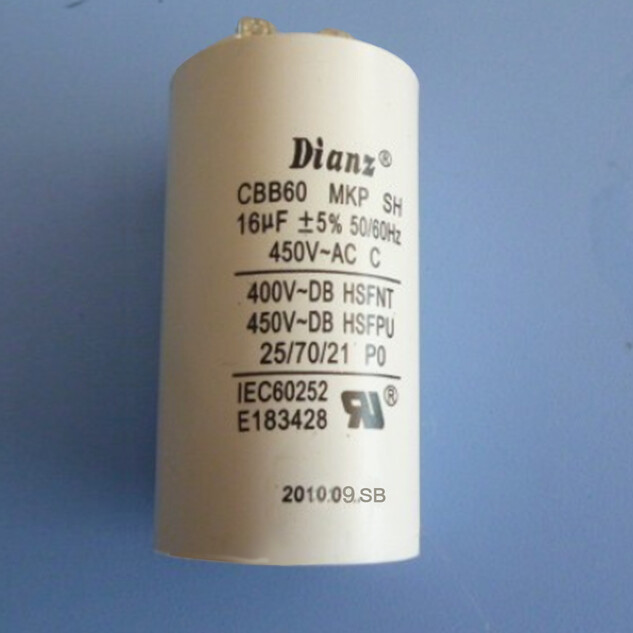 Dianz®
CBB60 MKP SH
16µF ±5% 50/60Hz
450V~AC C
400V~DB HSFNT
450V~DB HSFPU
25/70/21 P0
IEC60252
E183428 RU®
2010.09.SB